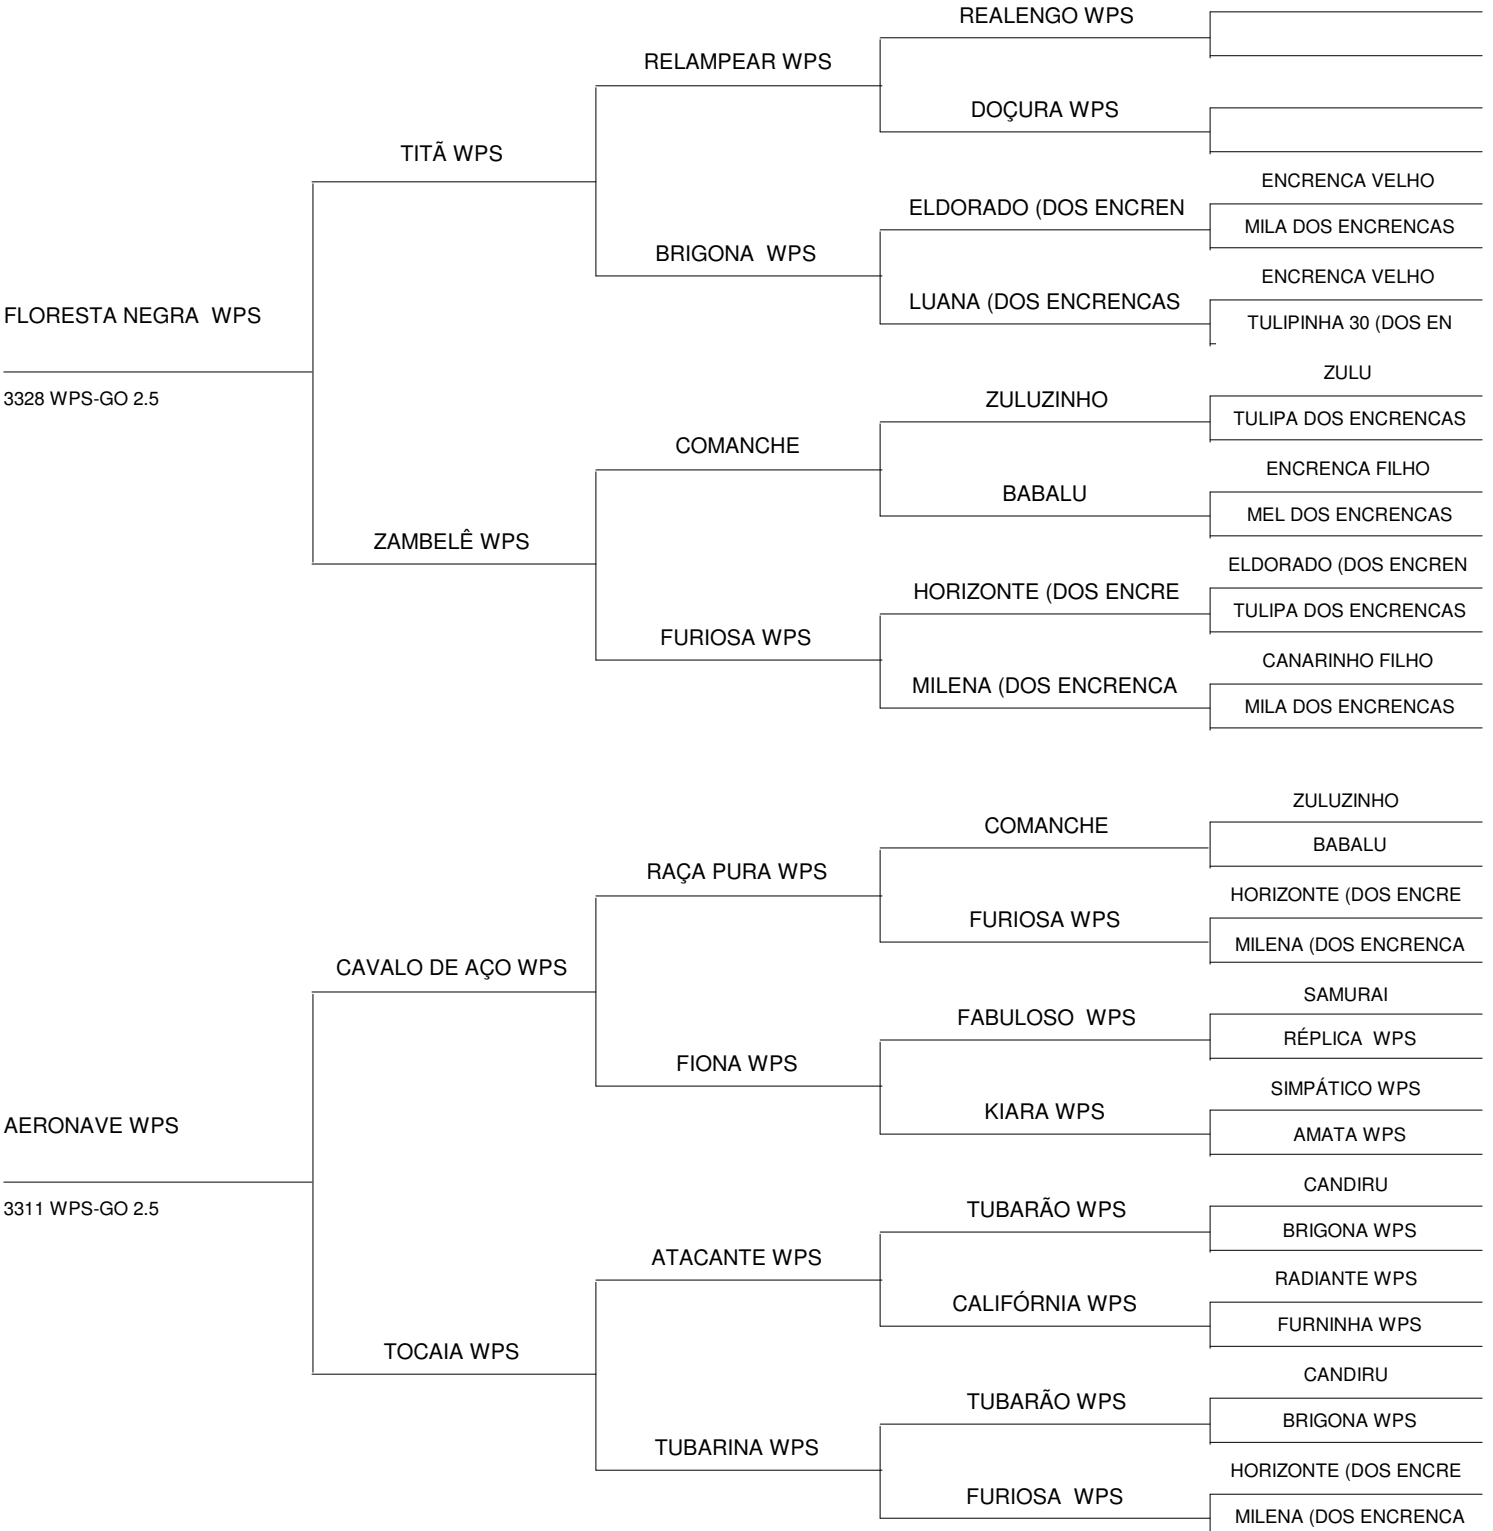 REALENGO WPS
RELAMPEAR WPS
DOÇURA WPS
TITÃ WPS
ENCRENCA VELHO
ELDORADO (DOS ENCREN
MILA DOS ENCRENCAS
BRIGONA  WPS
ENCRENCA VELHO
LUANA (DOS ENCRENCAS
TULIPINHA 30 (DOS EN
FLORESTA NEGRA  WPS
3328 WPS-GO 2.5
ZULU
ZULUZINHO
TULIPA DOS ENCRENCAS
COMANCHE
ENCRENCA FILHO
BABALU
MEL DOS ENCRENCAS
ZAMBELÊ WPS
ELDORADO (DOS ENCREN
HORIZONTE (DOS ENCRE
TULIPA DOS ENCRENCAS
FURIOSA WPS
CANARINHO FILHO
MILENA (DOS ENCRENCA
MILA DOS ENCRENCAS
ZULUZINHO
COMANCHE
BABALU
RAÇA PURA WPS
HORIZONTE (DOS ENCRE
FURIOSA WPS
MILENA (DOS ENCRENCA
CAVALO DE AÇO WPS
SAMURAI
FABULOSO  WPS
RÉPLICA  WPS
FIONA WPS
SIMPÁTICO WPS
KIARA WPS
AMATA WPS
AERONAVE WPS
3311 WPS-GO 2.5
CANDIRU
TUBARÃO WPS
BRIGONA WPS
ATACANTE WPS
RADIANTE WPS
CALIFÓRNIA WPS
FURNINHA WPS
TOCAIA WPS
CANDIRU
TUBARÃO WPS
BRIGONA WPS
TUBARINA WPS
HORIZONTE (DOS ENCRE
FURIOSA  WPS
MILENA (DOS ENCRENCA